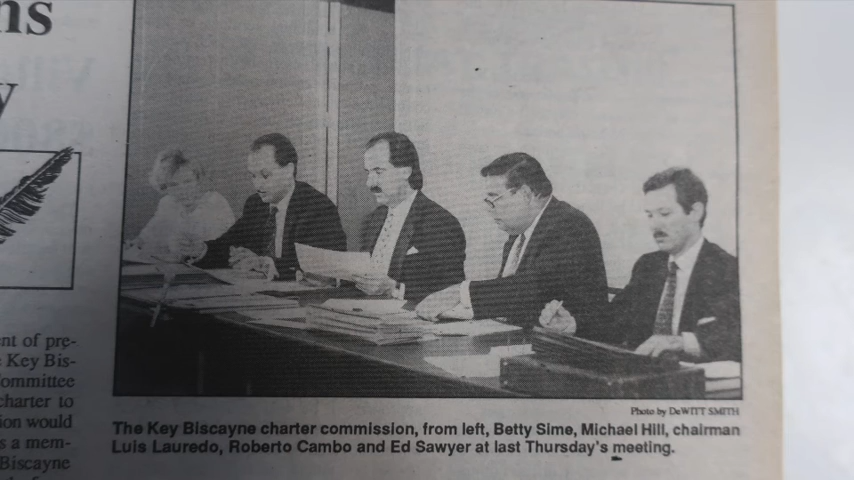 ns
y
nt of pre-
Key Bis-
Committee
charter to
ion would
s a mem-
Biscayne
Photo by DeWITT SMITH
The Key Biscayne charter commission, from left, Betty Sime, Michael Hill, chairman
Luis Lauredo, Roberto Cambo and Ed Sawyer at last Thursday's meeting.